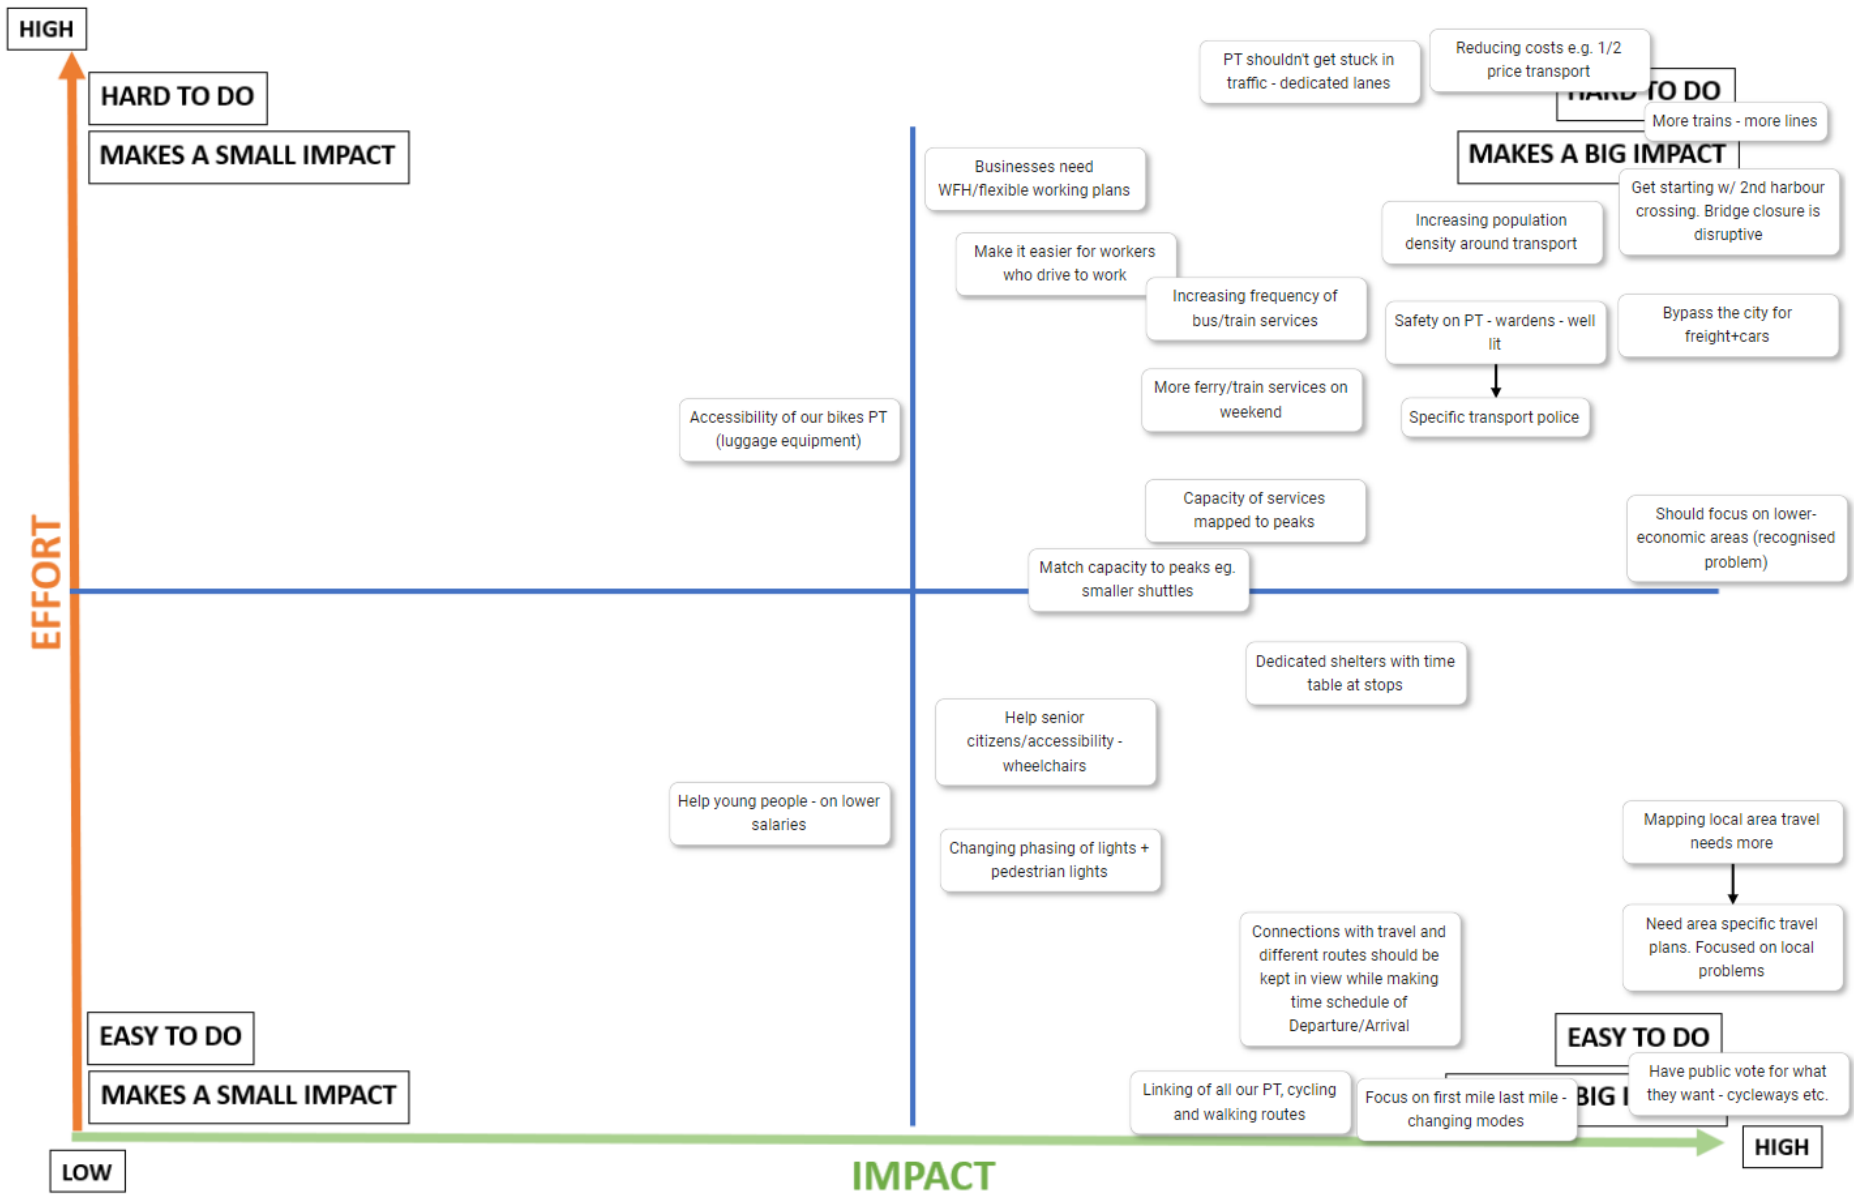 HIGH
HARD TO DO
MAKES A SMALL IMPACT
PT shouldn't get stuck in
traffic - dedicated lanes
Reducing costs e.g. 1/2
price transport
HARD TO DO
More trains - more lines
MAKES A BIG IMPACT
Businesses need
WFH/flexible working plans
Get starting w/ 2nd harbour
crossing. Bridge closure is
disruptive
Increasing population
density around transport
Make it easier for workers
who drive to work
Increasing frequency of
bus/train services
Safety on PT - wardens - well
lit
Bypass the city for
freight+cars
More ferry/train services on
weekend
Specific transport police
Accessibility of our bikes PT
(luggage equipment)
Capacity of services
mapped to peaks
Should focus on lower-
economic areas (recognised
problem)
Match capacity to peaks eg.
smaller shuttles
EFFORT
Dedicated shelters with time
table at stops
Help senior
citizens/accessibility -
wheelchairs
Help young people - on lower
salaries
Changing phasing of lights +
pedestrian lights
Mapping local area travel
needs more
Need area specific travel
plans. Focused on local
problems
Connections with travel and
different routes should be
kept in view while making
time schedule of
Departure/Arrival
EASY TO DO
MAKES A SMALL IMPACT
EASY TO DO
BIG I
Have public vote for what
they want - cycleways etc.
Linking of all our PT, cycling
and walking routes
Focus on first mile last mile -
changing modes
LOW
IMPACT
HIGH